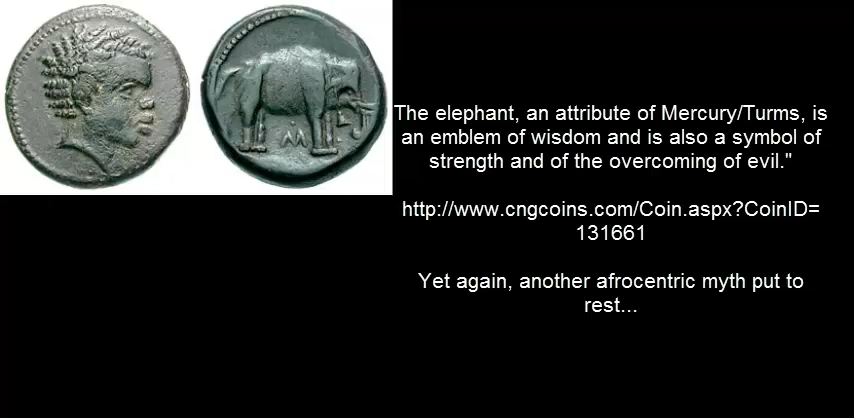 The elephant, an attribute of Mercury/Turms, is
an emblem of wisdom and is also a symbol of
strength and of the overcoming of evil."
http://www.cngcoins.com/Coin.aspx?CoinID=
131661
Yet again, another afrocentric myth put to
rest...